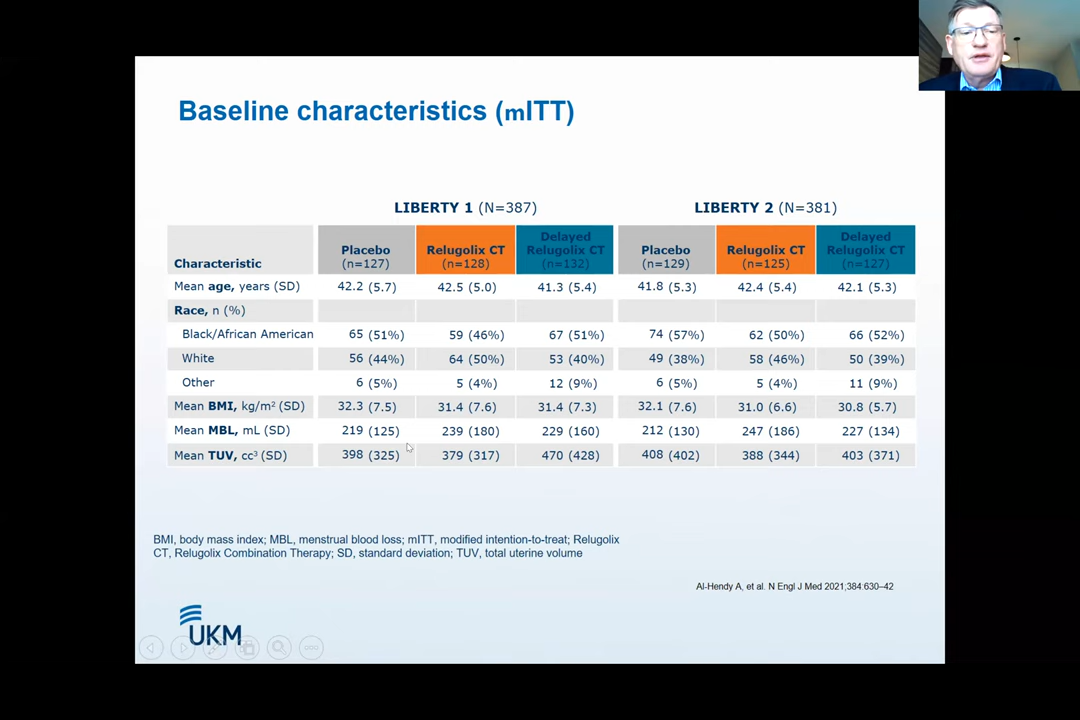 Baseline characteristics (mITT)
LIBERTY 1 (N=387) LIBERTY 2 (N=381)
Characteristic Placebo (n=127) Relugolix CT (n=128) Delayed Relugolix CT (n=132) Placebo (n=129) Relugolix CT (n=125) Delayed Relugolix CT (n=127)
Mean age, years (SD) 42.2 (5.7) 42.5 (5.0) 41.3 (5.4) 41.8 (5.3) 42.4 (5.4) 42.1 (5.3)
Race, n (%)
Black/African American 65 (51%) 59 (46%) 67 (51%) 74 (57%) 62 (50%) 66 (52%)
White 56 (44%) 64 (50%) 53 (40%) 49 (38%) 58 (46%) 50 (39%)
Other 6 (5%) 5 (4%) 12 (9%) 6 (5%) 5 (4%) 11 (9%)
Mean BMI, kg/m² (SD) 32.3 (7.5) 31.4 (7.6) 31.4 (7.3) 32.1 (7.6) 31.0 (6.6) 30.8 (5.7)
Mean MBL, mL (SD) 219 (125) 239 (180) 229 (160) 212 (130) 247 (186) 227 (134)
Mean TUV, cc³ (SD) 398 (325) 379 (317) 470 (428) 408 (402) 388 (344) 403 (371)
BMI, body mass index; MBL, menstrual blood loss; mITT, modified intention-to-treat; Relugolix
CT, Relugolix Combination Therapy; SD, standard deviation; TUV, total uterine volume
Al-Hendy A, et al. N Engl J Med 2021;384:630–42
UKM